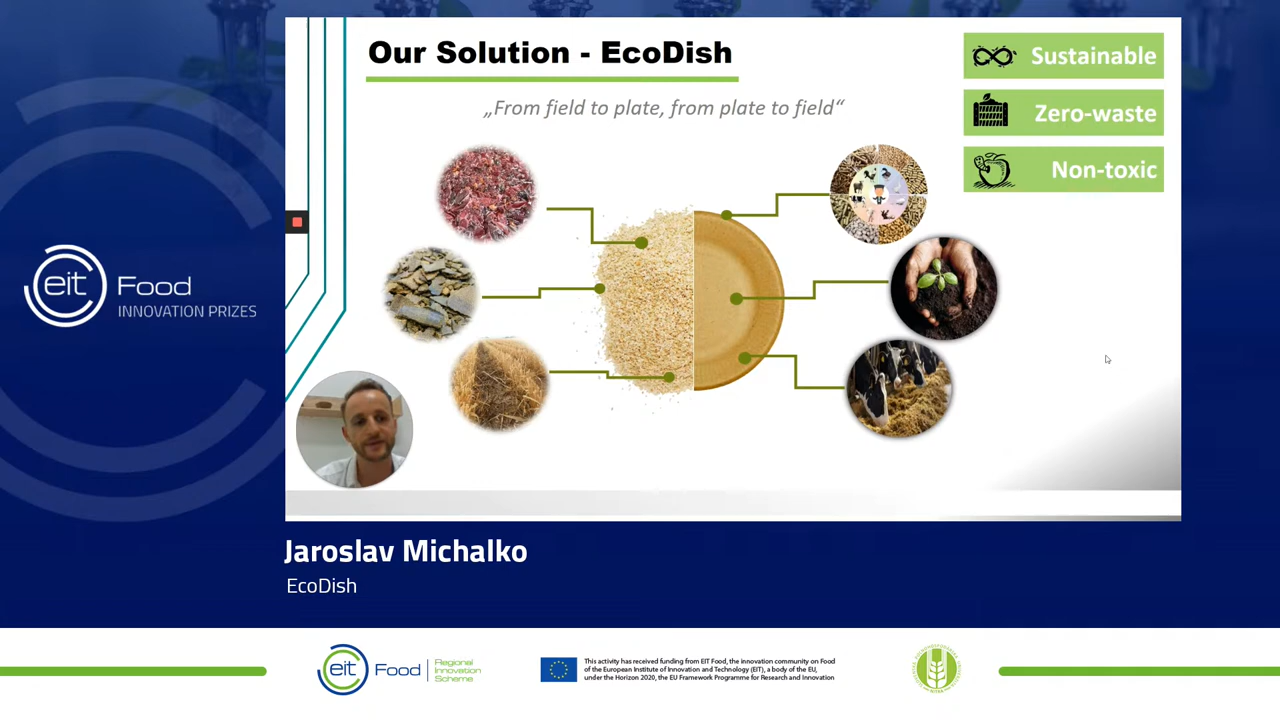 Our Solution - EcoDish
„From field to plate, from plate to field“
Sustainable
Zero-waste
Non-toxic
eit Food
INNOVATION PRIZES
Jaroslav Michalko
EcoDish
eit Food
Regional
Innovation
Scheme
This activity has received funding from EIT Food, the innovation community on Food
of the European Institute of Innovation and Technology (EIT), a body of the EU,
under the Horizon 2020, the EU Framework Programme for Research and Innovation